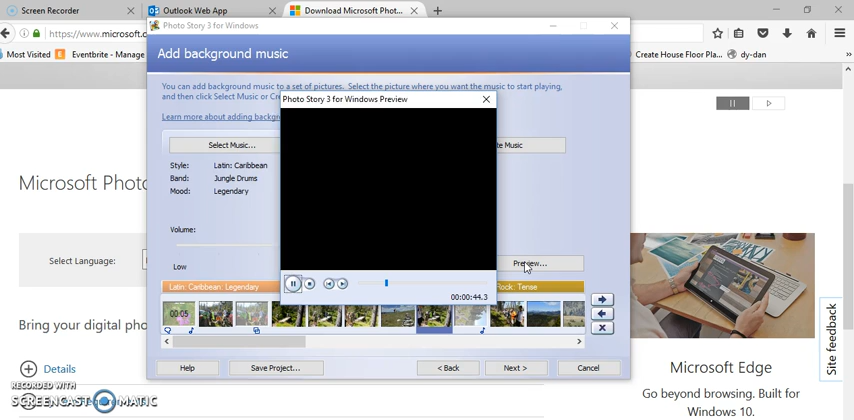 Screen Recorder
Outlook Web App
Download Microsoft Phot...
https://www.microsoft.c
Most Visited
Eventbrite - Manage
Create House Floor Pla...
dy-dan
Photo Story 3 for Windows
Add background music
You can add background music to a set of pictures. Select the picture where you want the music to start playing,
and then click Select Music or Cre
Learn more about adding backgro
Photo Story 3 for Windows Preview
Select Music...
te Music
Style: Latin: Caribbean
Band: Jungle Drums
Mood: Legendary
Volume:
Low
Preview...
00:00:44.3
Latin: Caribbean: Legendary
Rock: Tense
00:05
Help
Save Project...
< Back
Next >
Cancel
Microsoft Phot
Select Language:
Bring your digital pho
Details
RECORDED WITH
SCREENCAST MATIC
Microsoft Edge
Go beyond browsing. Built for
Windows 10.
Site feedback